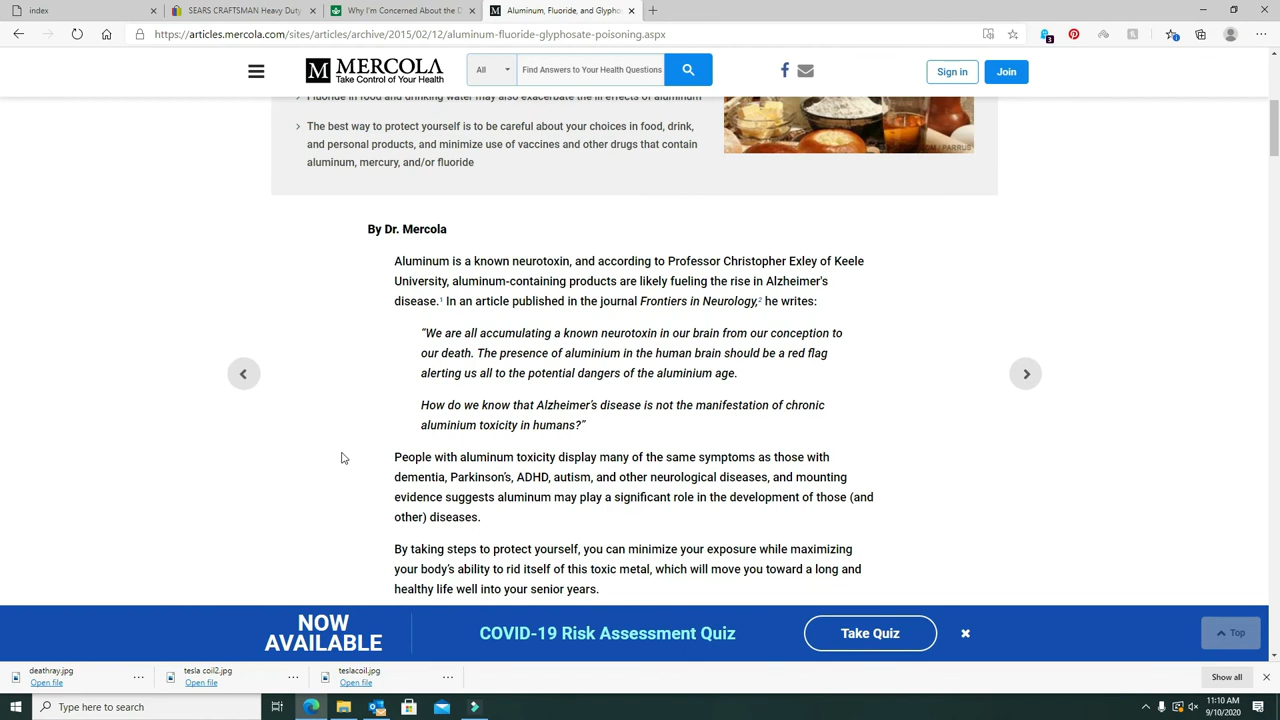 index
SEARS CRAFTSMAN Heavy Duty
Why I'm Concerned About the D
Aluminum, Fluoride, and Glypho
https://articles.mercola.com/sites/articles/archive/2015/02/12/aluminum-fluoride-glyphosate-poisoning.aspx
3
M MERCOLA
Take Control of Your Health
All
Find Answers to Your Health Questions
Sign in
Join
Fluoride in food and drinking water may also exacerbate the ill effects of aluminum
The best way to protect yourself is to be careful about your choices in food, drink,
and personal products, and minimize use of vaccines and other drugs that contain
aluminum, mercury, and/or fluoride
By Dr. Mercola
Aluminum is a known neurotoxin, and according to Professor Christopher Exley of Keele
University, aluminum-containing products are likely fueling the rise in Alzheimer's
disease.1 In an article published in the journal Frontiers in Neurology,2 he writes:
“We are all accumulating a known neurotoxin in our brain from our conception to
our death. The presence of aluminium in the human brain should be a red flag
alerting us all to the potential dangers of the aluminium age.
How do we know that Alzheimer’s disease is not the manifestation of chronic
aluminium toxicity in humans?”
People with aluminum toxicity display many of the same symptoms as those with
dementia, Parkinson’s, ADHD, autism, and other neurological diseases, and mounting
evidence suggests aluminum may play a significant role in the development of those (and
other) diseases.
By taking steps to protect yourself, you can minimize your exposure while maximizing
your body’s ability to rid itself of this toxic metal, which will move you toward a long and
healthy life well into your senior years.
NOW
AVAILABLE
COVID-19 Risk Assessment Quiz
Take Quiz
Top
deathray.jpg
Open file
tesla coil2.jpg
Open file
teslacoil.jpg
Open file
Show all
Type here to search
11:10 AM
9/10/2020